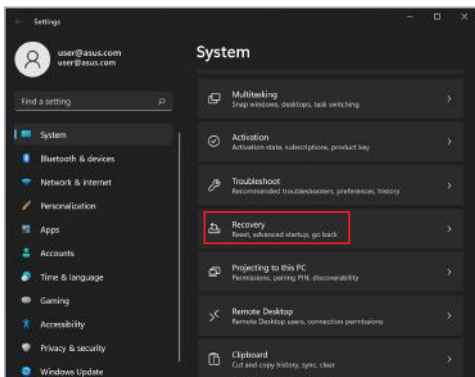 Settings
user@asus.com
user@asus.com
Find a setting
System
Bluetooth & devices
Network & internet
Personalization
Apps
Accounts
Time & language
Gaming
Accessibility
Privacy & security
Windows Update
System
Multitasking
Snap windows, desktops, task switching
Activation
Activation state, subscriptions, product key
Troubleshoot
Recommended troubleshooters, preferences, history
Recovery
Reset, advanced startup, go back
Projecting to this PC
Permissions, pairing PIN, discoverability
Remote Desktop
Remote Desktop users, connection permissions
Clipboard
Cut and copy history, sync, clear